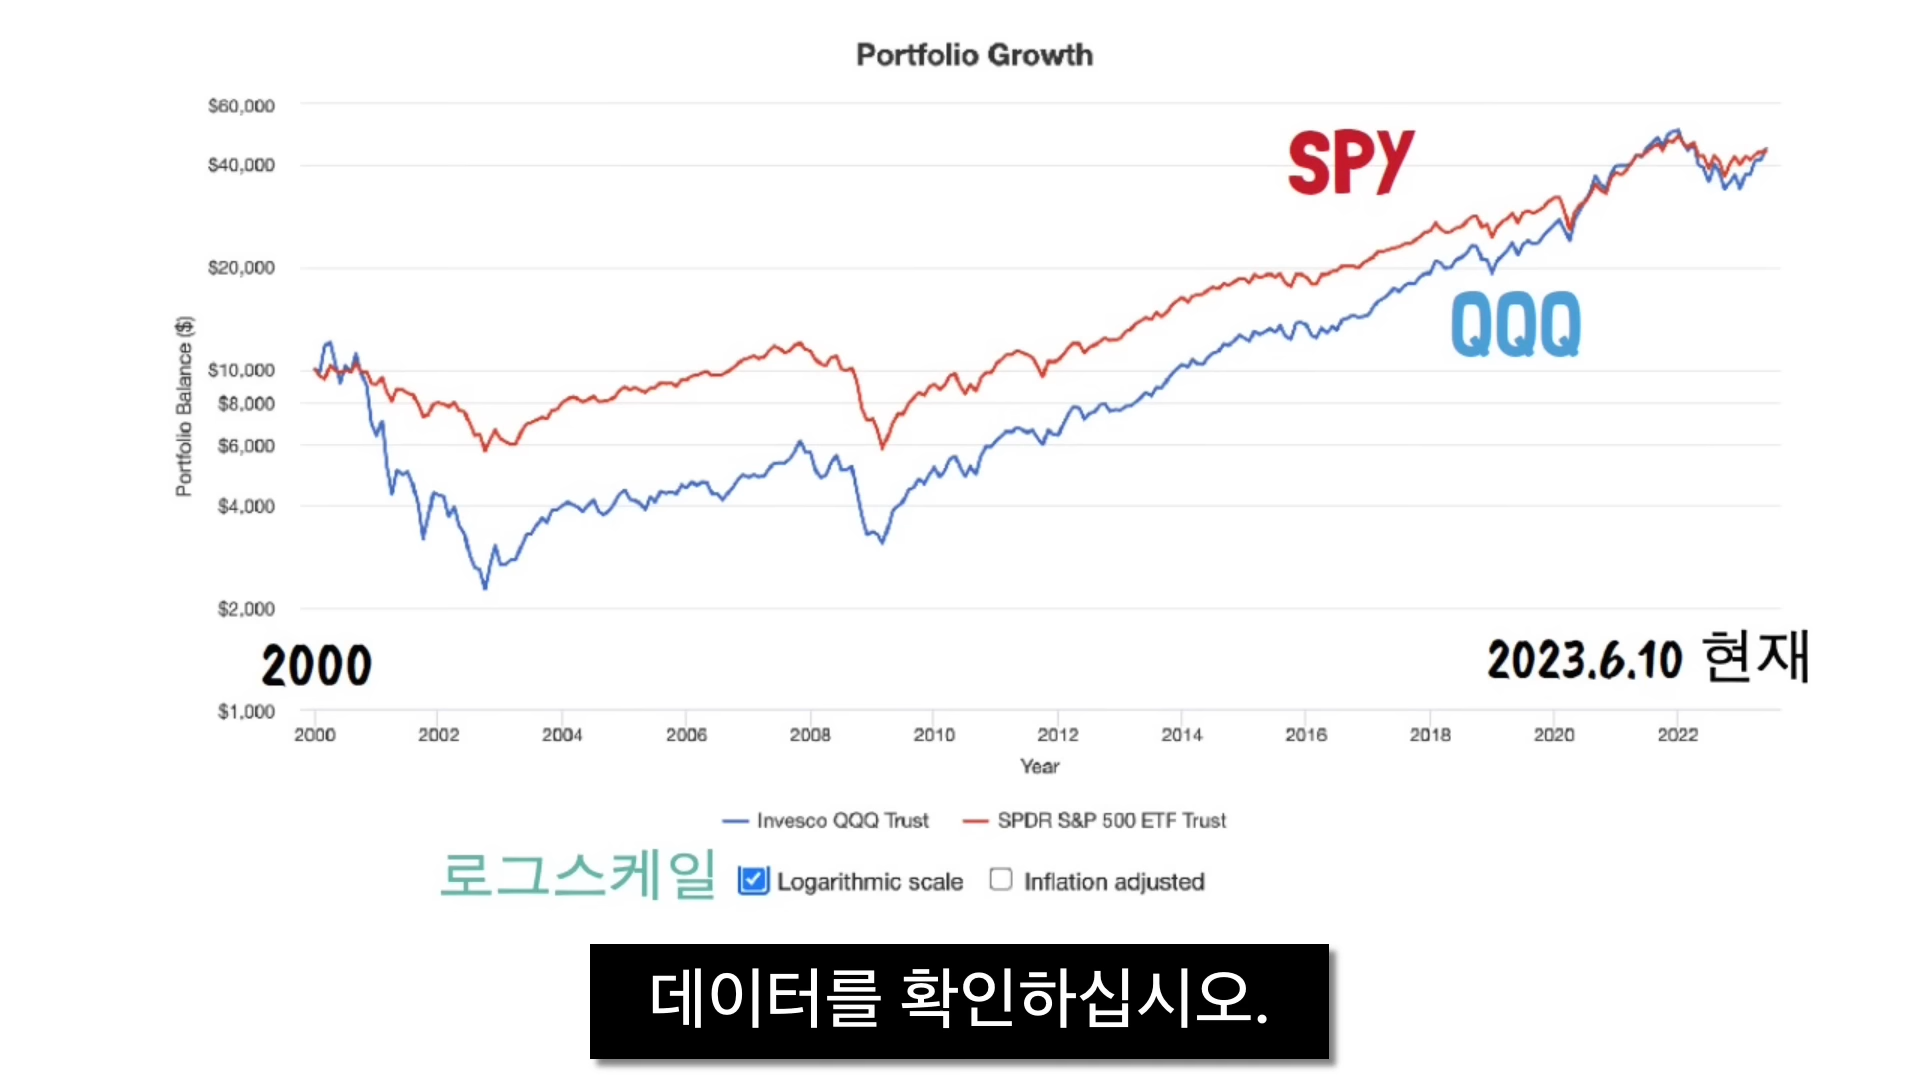 Portfolio Growth
$60,000
$40,000
$20,000
$10,000
$8,000
$6,000
$4,000
$2,000
$1,000
Portfolio Balance ($)
SPY
QQQ
2000
2023.6.10 현재
2000 2002 2004 2006 2008 2010 2012 2014 2016 2018 2020 2022
Year
Invesco QQQ Trust SPDR S&P 500 ETF Trust
로그스케일 Logarithmic scale Inflation adjusted
데이터를 확인하십시오.